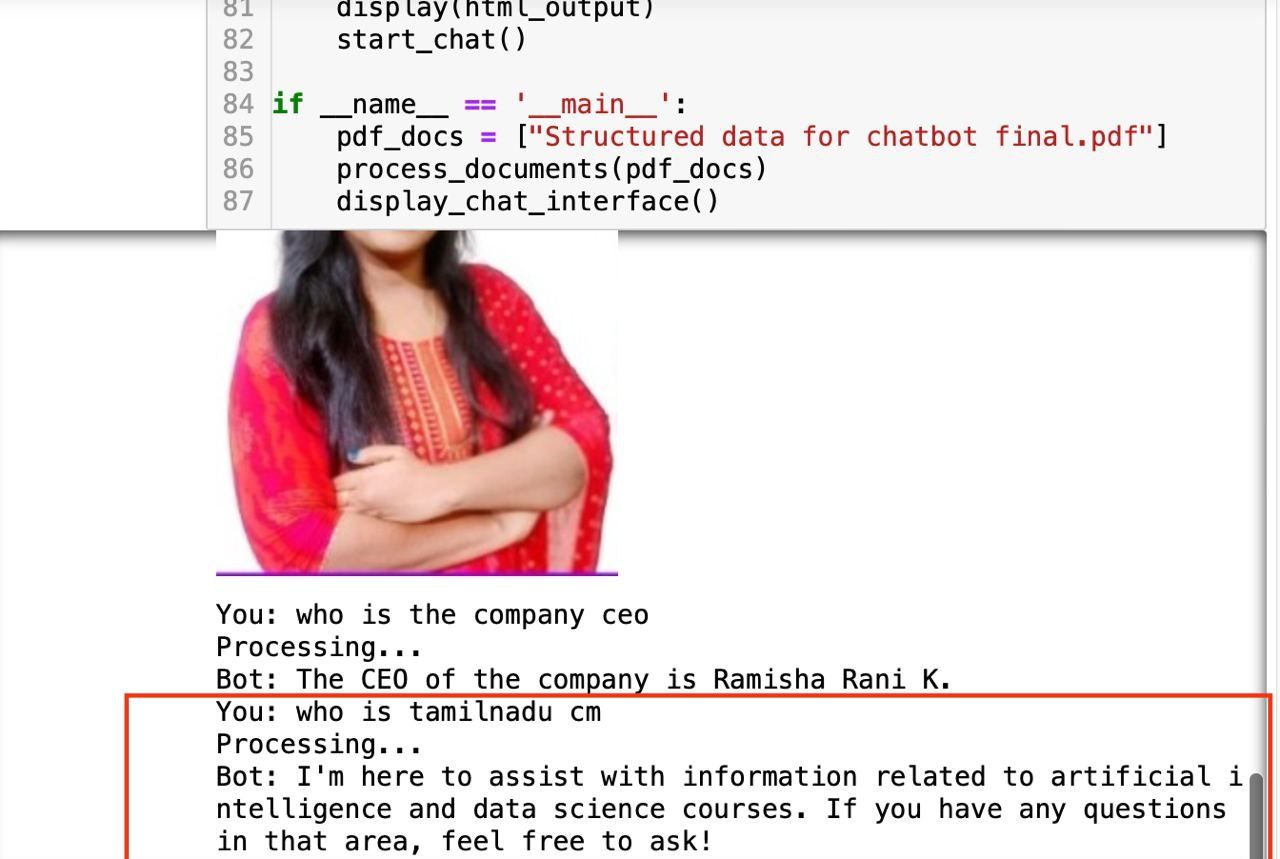 81 display(html_output)
82 start_chat()
83
84 if __name__ == '__main__':
85 pdf_docs = ["Structured data for chatbot final.pdf"]
86 process_documents(pdf_docs)
87 display_chat_interface()
You: who is the company ceo
Processing...
Bot: The CEO of the company is Ramisha Rani K.
You: who is tamilnadu cm
Processing...
Bot: I'm here to assist with information related to artificial i
ntelligence and data science courses. If you have any questions
in that area, feel free to ask!